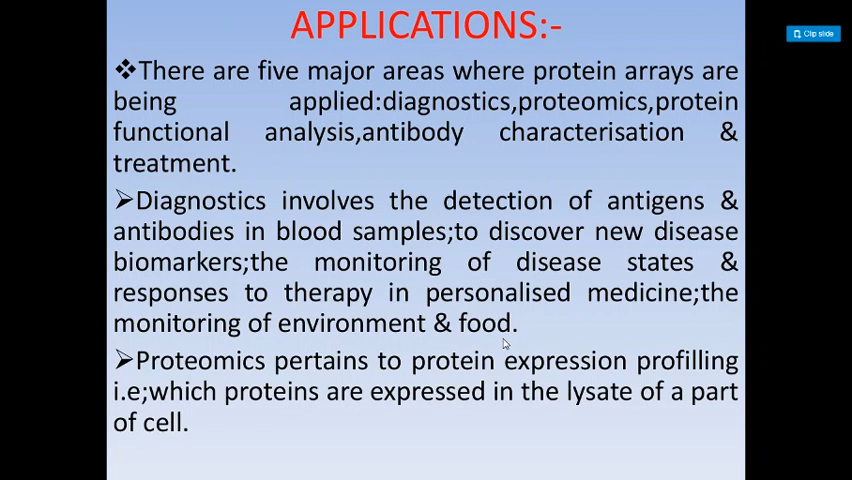 APPLICATIONS:-
Clip slide
❖There are five major areas where protein arrays are
being applied:diagnostics,proteomics,protein
functional analysis,antibody characterisation &
treatment.
➢Diagnostics involves the detection of antigens &
antibodies in blood samples;to discover new disease
biomarkers;the monitoring of disease states &
responses to therapy in personalised medicine;the
monitoring of environment & food.
➢Proteomics pertains to protein expression profilling
i.e;which proteins are expressed in the lysate of a part
of cell.